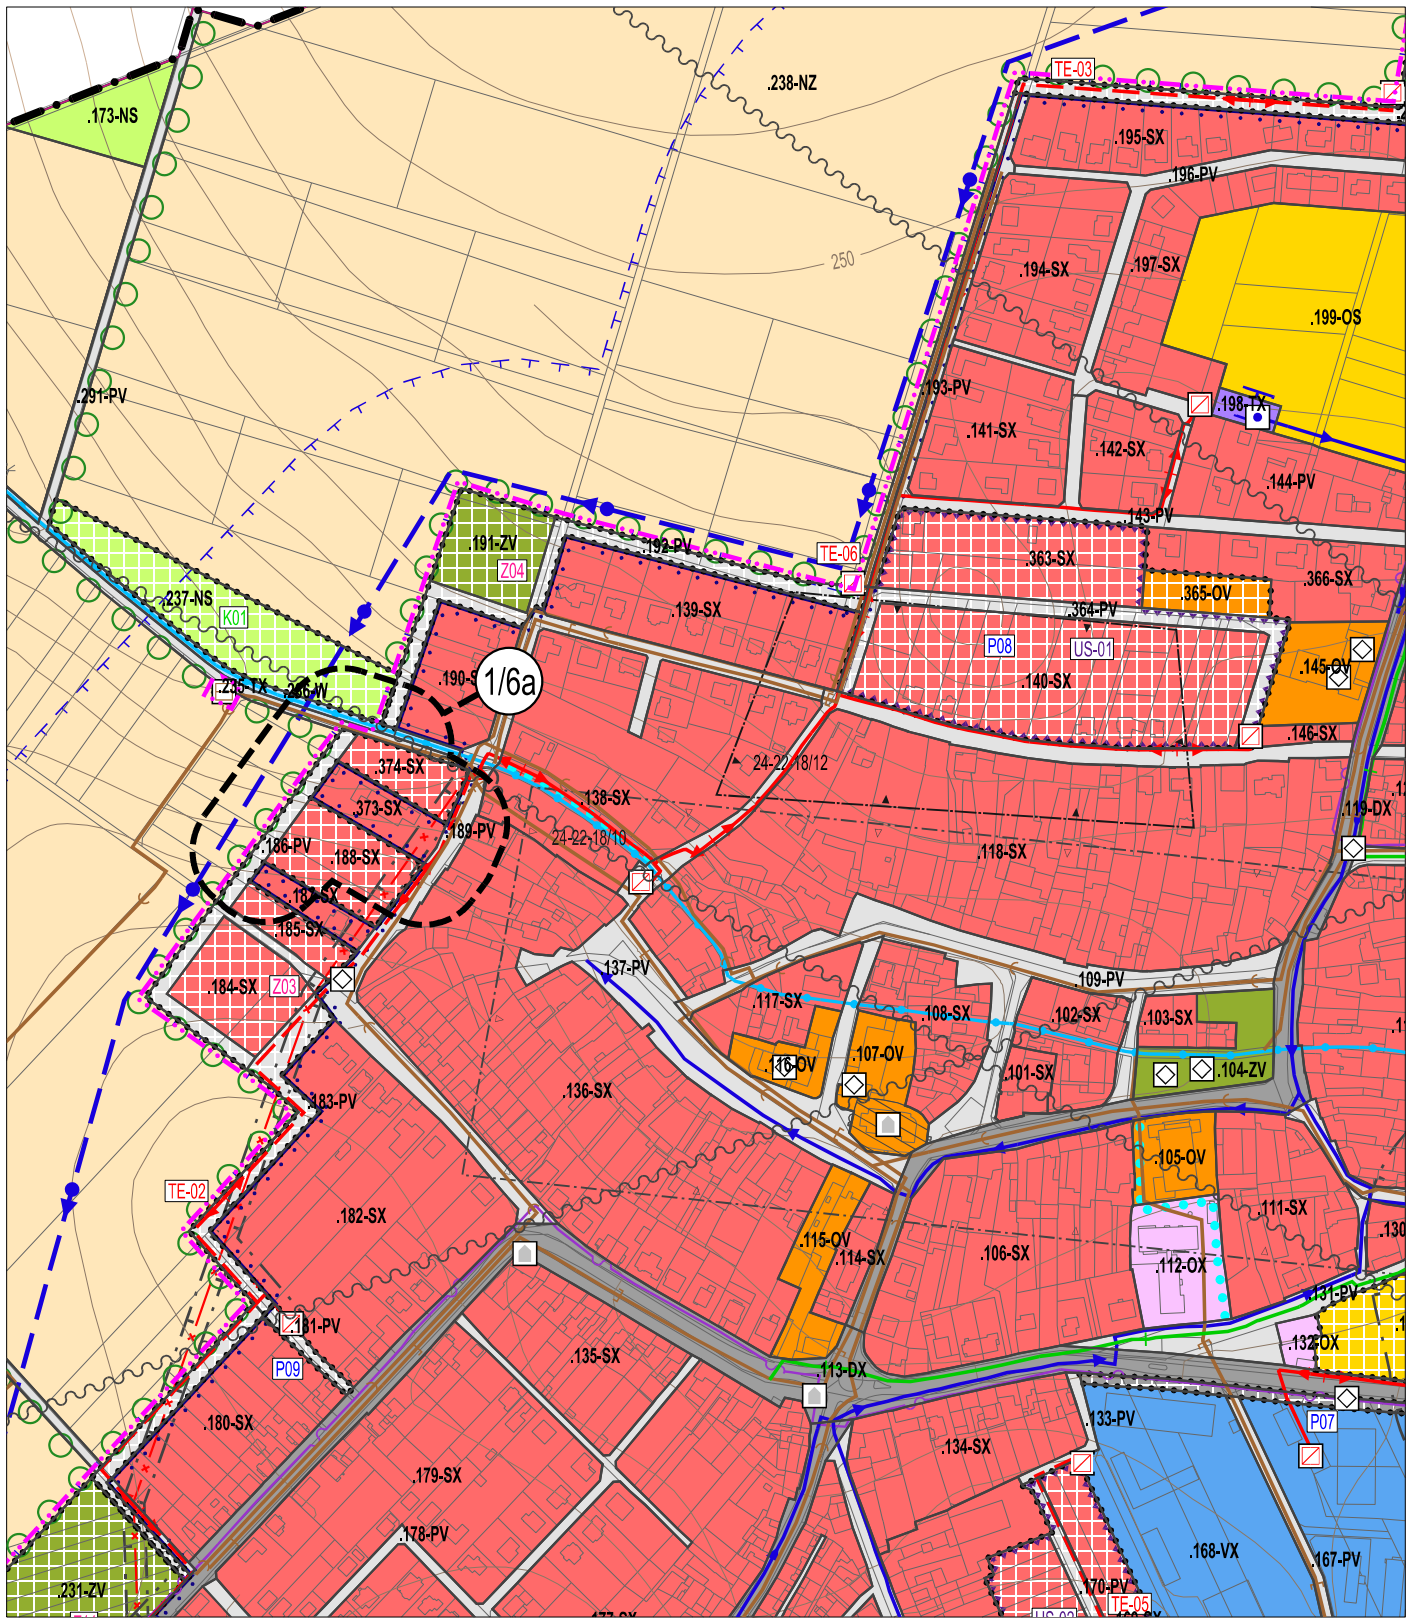 TE-03
.238-NZ
.173-NS
.195-SX
.196-PV
250
.194-SX
.197-SX
.199-OS
.291-PV
.193-PV
.198-TX
.141-SX
.142-SX
.144-PV
.143-PV
.191-ZV
.192-PV
TE-06
.363-SX
Z04
.366-SX
.365-OV
.237-NS
K01
.139-SX
.364-PV
P08
US-01
.145-OV
.140-SX
.235-TX
.236-W
1/6a
.146-SX
.374-SX
24-22-18/12
.373-SX
.138-SX
.119-DX
.189-PV
24-22-18/10
.186-PV
.188-SX
.118-SX
.185-SX
.137-PV
.109-PV
.184-SX
Z03
.117-SX
.108-SX
.102-SX
.103-SX
.116-OV
.107-OV
.101-SX
.104-ZV
.136-SX
.183-PV
.105-OV
TE-02
.182-SX
.111-SX
.115-OV
.114-SX
.106-SX
.112-OX
.131-PV
.181-PV
.132-OX
.135-SX
P09
.113-DX
.180-SX
.133-PV
P07
.134-SX
.179-SX
.178-PV
.168-VX
.167-PV
.231-ZV
.170-PV
TE-05